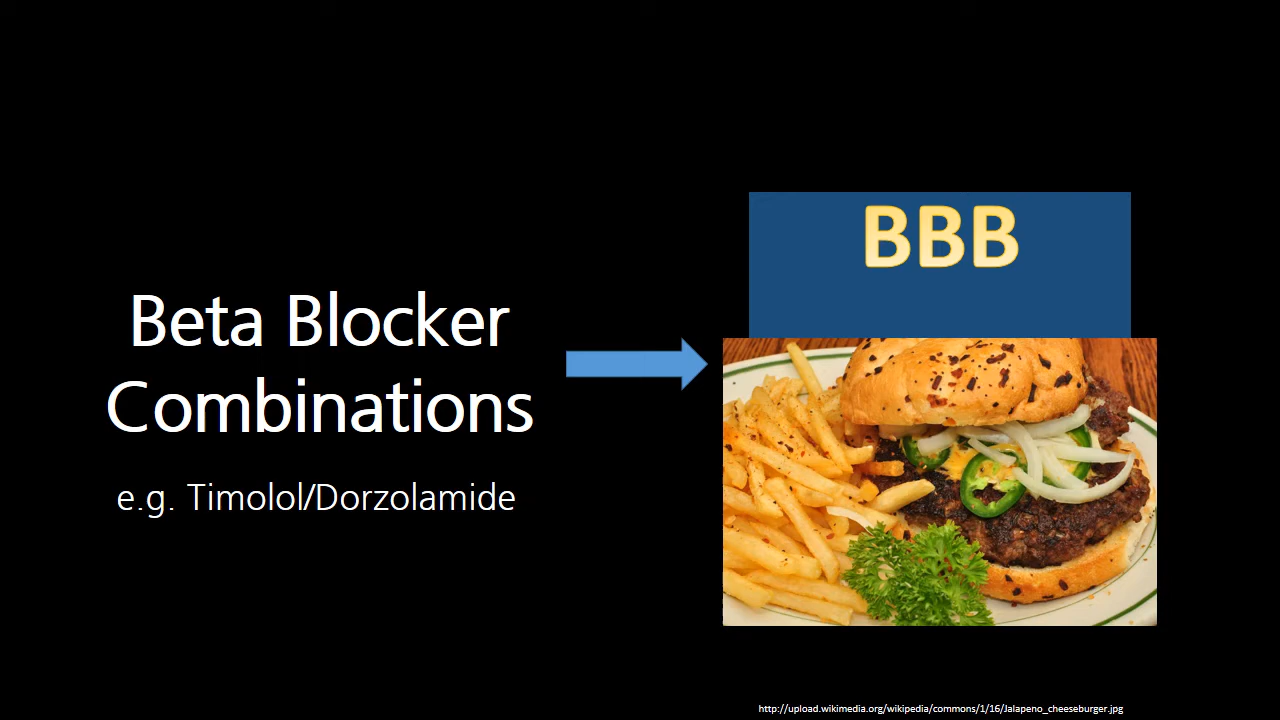 Beta Blocker
Combinations
e.g. Timolol/Dorzolamide
BBB
http://upload.wikimedia.org/wikipedia/commons/1/16/Jalapeno_cheeseburger.jpg